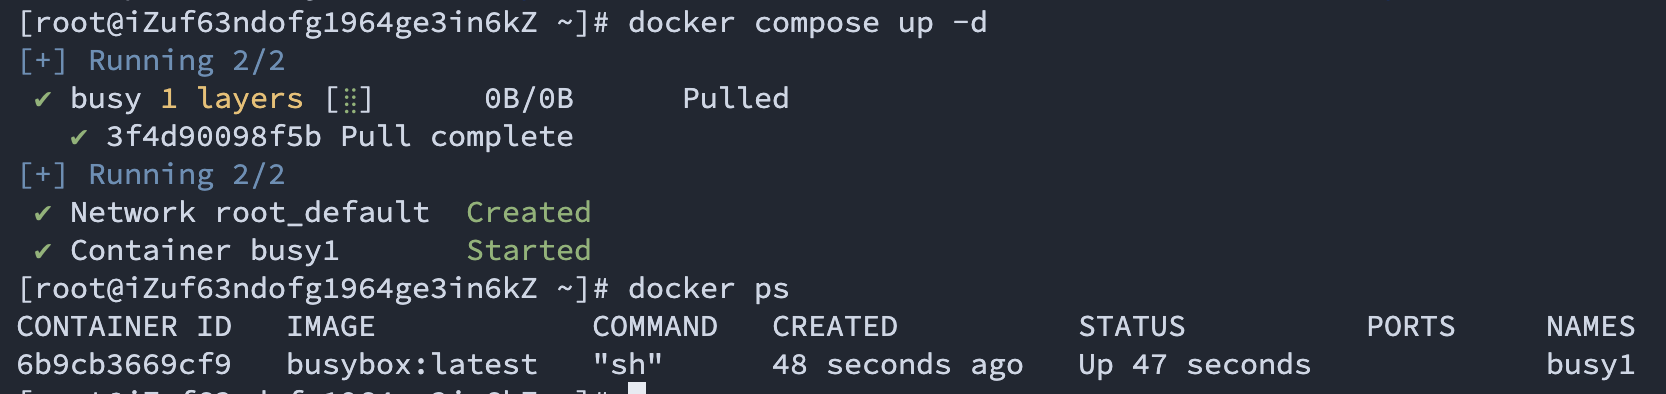 [root@iZuf63ndofg1964ge3in6kZ ~]# docker compose up -d
[+] Running 2/2
✔ busy 1 layers [⣿] 0B/0B Pulled
✔ 3f4d90098f5b Pull complete
[+] Running 2/2
✔ Network root_default Created
✔ Container busy1 Started
[root@iZuf63ndofg1964ge3in6kZ ~]# docker ps
CONTAINER ID IMAGE COMMAND CREATED STATUS PORTS NAMES
6b9cb3669cf9 busybox:latest "sh" 48 seconds ago Up 47 seconds busy1